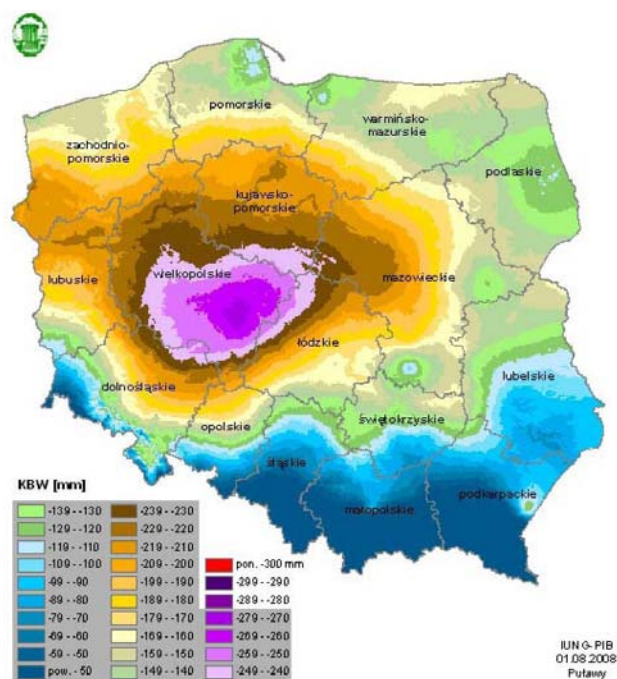 pomorskie
warmińsko-
mazurskie
zachodnio-
pomorskie
podlaskie
kujawsko-
pomorskie
wielkopolskie
lubuskie
mazowieckie
łódzkie
lubelskie
dolnośląskie
opolskie
świętokrzyskie
śląskie
podkarpackie
małopolskie
KBW [mm]
-139 - -130
-129 - -120
-119 - -110
-109 - -100
-99 - -90
-89 - -80
-79 - -70
-69 - -60
-59 - -50
pow. - 50
-239 - -230
-229 - -220
-219 - -210
-209 - -200
-199 - -190
-189 - -180
-179 - -170
-169 - -160
-159 - -150
-149 - -140
pon. -300 mm
-299 - -290
-289 - -280
-279 - -270
-269 - -260
-259 - -250
-249 - -240
IUNG-PIB
01.08.2008
Puławy